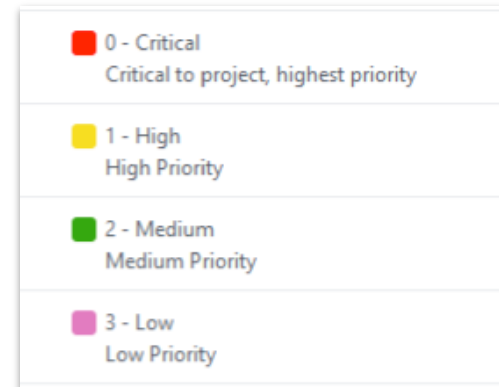 0 - Critical
Critical to project, highest priority
1 - High
High Priority
2 - Medium
Medium Priority
3 - Low
Low Priority